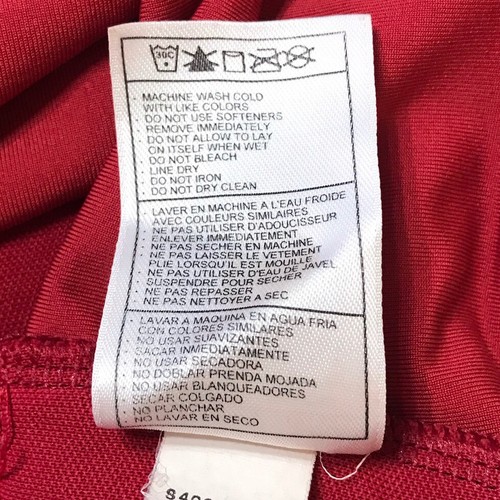 30C
· MACHINE WASH COLD
WITH LIKE COLORS
· DO NOT USE SOFTENERS
· REMOVE IMMEDIATELY
· DO NOT ALLOW TO LAY
ON ITSELF WHEN WET
· DO NOT BLEACH
· LINE DRY
· DO NOT IRON
· DO NOT DRY CLEAN
· LAVER EN MACHINE A L'EAU FROIDE
AVEC COULEURS SIMILAIRES
· NE PAS UTILISER D'ADOUCISSEUR
· ENLEVER IMMEDIATEMENT
· NE PAS SECHER EN MACHINE
· NE PAS LAISSER LE VETEMENT
PLIE LORSQU'IL EST MOUILLE
· NE PAS UTILISER D'EAU DE JAVEL
· SUSPENDRE POUR SECHER
· NE PAS REPASSER
· NE PAS NETTOYER A SEC
· LAVAR A MAQUINA EN AGUA FRIA
CON COLORES SIMILARES
· NO USAR SUAVIZANTES
· SACAR INMEDIATAMENTE
· NO USAR SECADORA
· NO DOBLAR PRENDA MOJADA
· NO USAR BLANQUEADORES
· SECAR COLGADO
· NO PLANCHAR
· NO LAVAR EN SECO